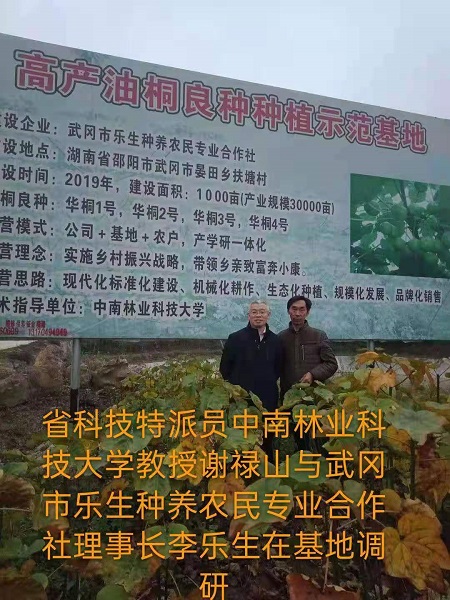 高产油桐良种种植示范基地
设企业：武冈市乐生种养农民专业合作社
设地点：湖南省邵阳市武冈市晏田乡扶塘村
设时间：2019年，建设面积：1000亩(产业规模30000亩)
桐良种：华桐1号，华桐2号，华桐3号，华桐4号
营模式：公司+基地+农户，产学研一体化
营理念：实施乡村振兴战略，带领乡亲致富奔小康
营思路：现代化标准化建设、机械化耕作、生态化种植、规模化发展、品牌化销售
术指导单位：中南林业科技大学
省科技特派员中南林业科
技大学教授谢禄山与武冈
市乐生种养农民专业合作
社理事长李乐生在基地调
研